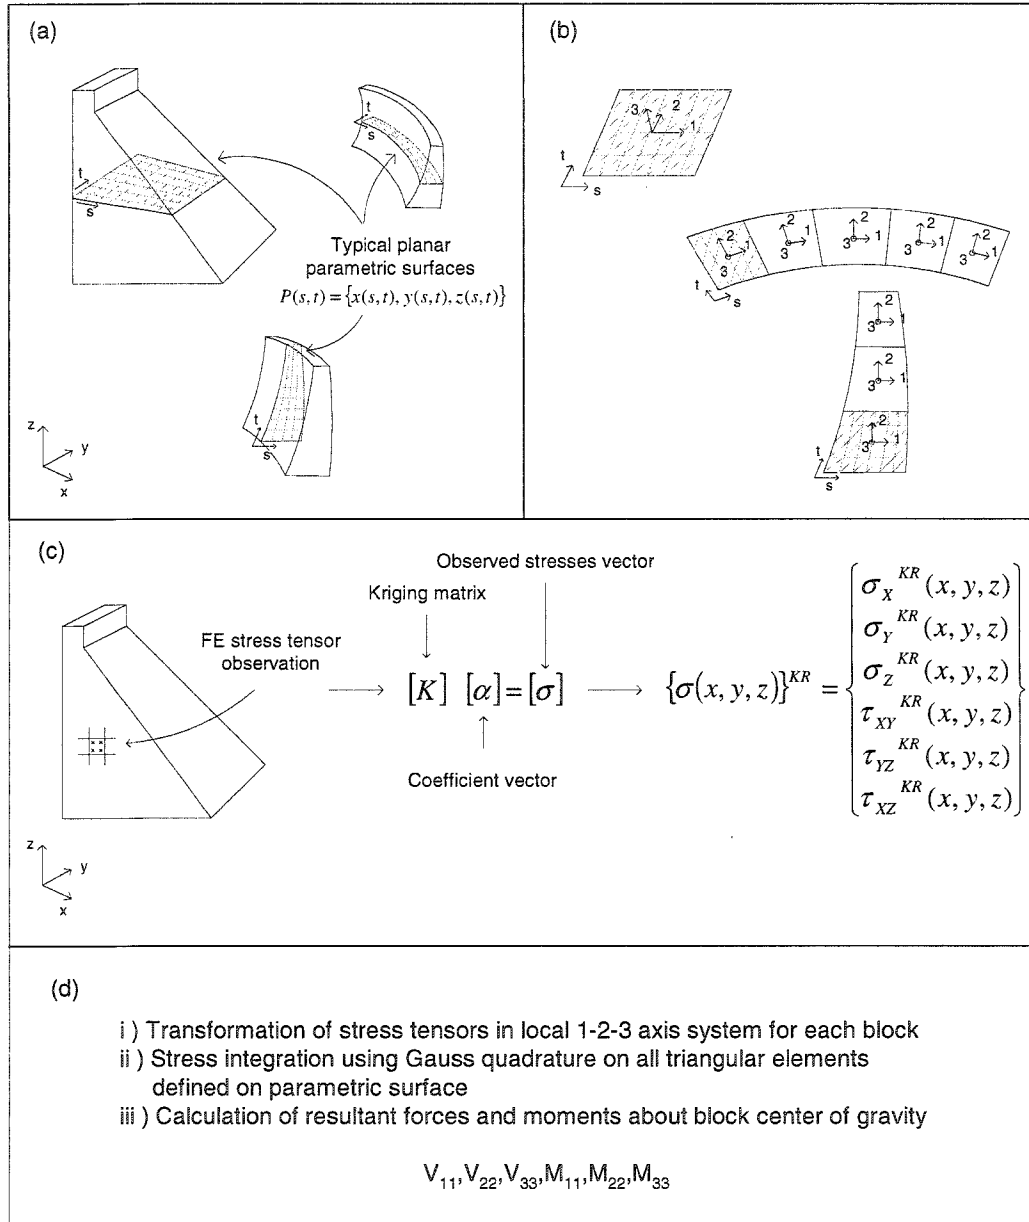 (a)
t
s
t
s
Typical planar
parametric surfaces
P(s,t) = {x(s,t), y(s,t), z(s,t)}
t
s
z
y
x
(b)
3
2
1
t
s
2
1
3
2
1
3
2
1
3
2
1
3
2
1
3
t
s
2
3
1
2
3
1
2
3
1
t
s
(c)
Observed stresses vector
Kriging matrix
FE stress tensor
observation
[K] [α]=[σ]
{σ(x, y, z)}^KR =
σ_X^KR (x, y, z)
σ_Y^KR (x, y, z)
σ_Z^KR (x, y, z)
τ_XY^KR (x, y, z)
τ_YZ^KR (x, y, z)
τ_XZ^KR (x, y, z)
Coefficient vector
z
y
x
(d)
i ) Transformation of stress tensors in local 1-2-3 axis system for each block
ii ) Stress integration using Gauss quadrature on all triangular elements
defined on parametric surface
iii ) Calculation of resultant forces and moments about block center of gravity
V_11,V_22,V_33,M_11,M_22,M_33